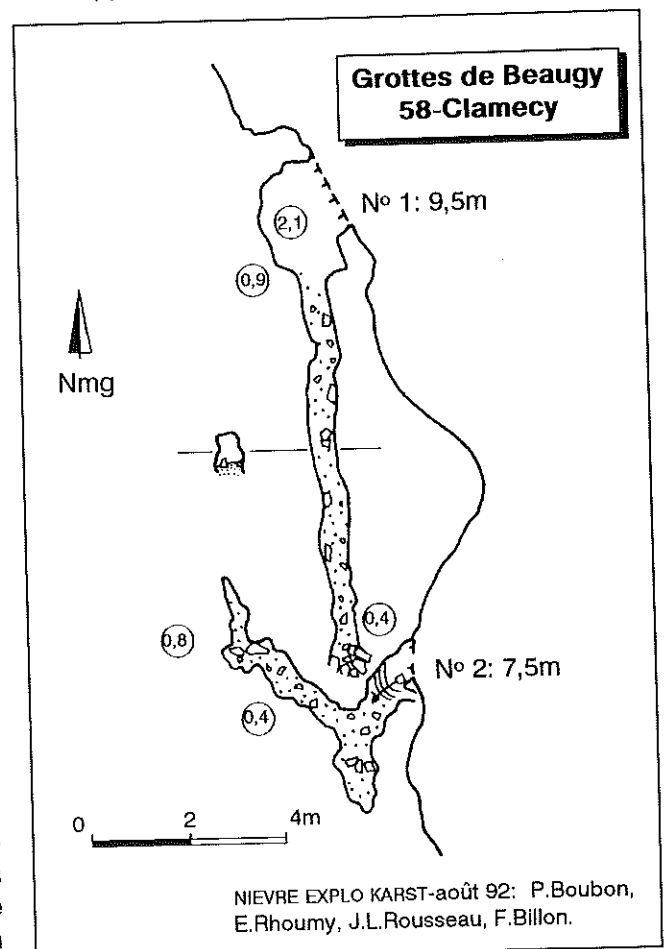 Grottes de Beaugy
58-Clamecy
Nº 1: 9,5m
2,1
0,9
Nmg
0,4
0,8
Nº 2: 7,5m
0,4
0 2 4m
NIEVRE EXPLO KARST-août 92: P.Boubon,
E.Rhoumy, J.L.Rousseau, F.Billon.